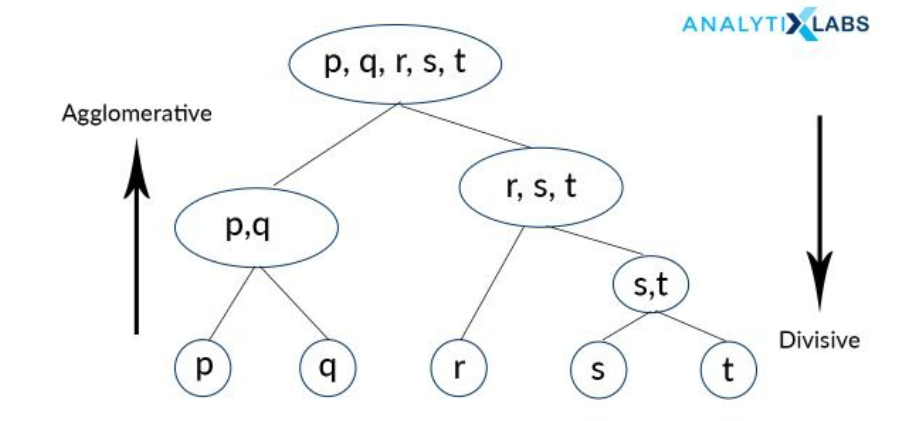 ANALYTIXLABS
p, q, r, s, t
Agglomerative
r, s, t
p,q
s,t
Divisive
p
q
r
s
t